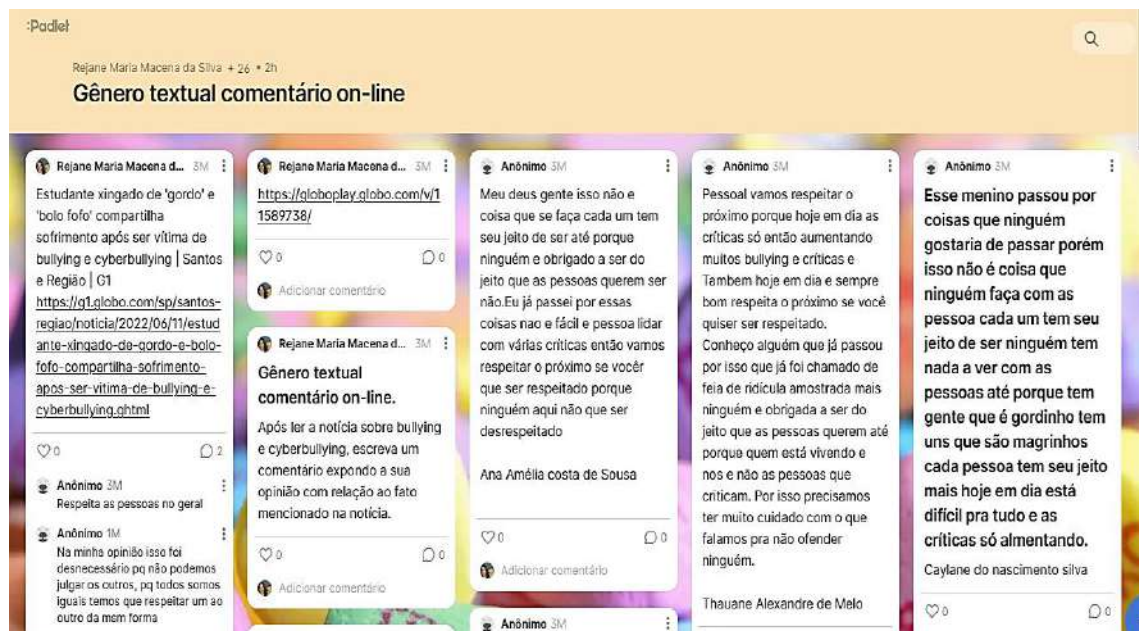 :Padlet
Rejane Maria Macena da Silva + 26 • 2h
Gênero textual comentário on-line
Rejane Maria Macena d... 3M
Estudante xingado de 'gordo' e
'bolo fofo' compartilha
sofrimento após ser vítima de
bullying e cyberbullying | Santos
e Região | G1
https://g1.globo.com/sp/santos-
regiao/noticia/2022/06/11/estud
ante-xingado-de-gordo-e-bolo-
fofo-compartilha-sofrimento-
apos-ser-vitima-de-bullying-e-
cyberbullying.ghtml
0
2
Anônimo 3M
Respeita as pessoas no geral
Anônimo 1M
Na minha opinião isso foi
desnecessário pq não podemos
julgar os outros, pq todos somos
iguais temos que respeitar um ao
outro da msm forma
Rejane Maria Macena d... 3M
https://globoplay.globo.com/v/1
1589738/
0
0
Adicionar comentário
Rejane Maria Macena d... 3M
Gênero textual
comentário on-line.
Após ler a notícia sobre bullying
e cyberbullying, escreva um
comentário expondo a sua
opinião com relação ao fato
mencionado na notícia.
0
0
Adicionar comentário
Anônimo 3M
Meu deus gente isso não e
coisa que se faça cada um tem
seu jeito de ser até porque
ninguém e obrigado a ser do
jeito que as pessoas querem ser
não.Eu já passei por essas
coisas nao e fácil e pessoa lidar
com várias críticas então vamos
respeitar o próximo se vocêr
que ser respeitado porque
ninguém aqui não que ser
desrespeitado
Ana Amélia costa de Sousa
0
0
Adicionar comentário
Anônimo 3M
Anônimo 3M
Pessoal vamos respeitar o
próximo porque hoje em dia as
críticas só então aumentando
muitos bullying e críticas e
Tambem hoje em dia e sempre
bom respeita o próximo se você
quiser ser respeitado.
Conheço alguém que já passou
por isso que já foi chamado de
feia de ridícula amostrada mais
ninguém e obrigada a ser do
jeito que as pessoas querem até
porque quem está vivendo e
nos e não as pessoas que
criticam. Por isso precisamos
ter muito cuidado com o que
falamos pra não ofender
ninguém.
Thauane Alexandre de Melo
Anônimo 3M
Esse menino passou por
coisas que ninguém
gostaria de passar porém
isso não é coisa que
ninguém faça com as
pessoa cada um tem seu
jeito de ser ninguém tem
nada a ver com as
pessoas até porque tem
gente que é gordinho tem
uns que são magrinhos
cada pessoa tem seu jeito
mais hoje em dia está
difícil pra tudo e as
críticas só almentando.
Caylane do nascimento silva
0
0